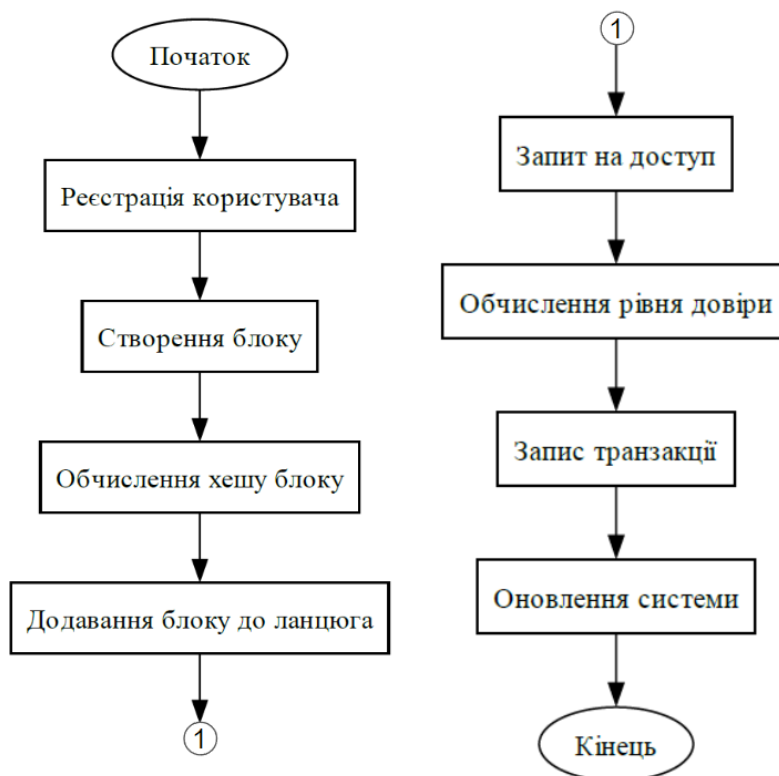 Початок
Реєстрація користувача
Створення блоку
Обчислення хешу блоку
Додавання блоку до ланцюга
1
1
Запит на доступ
Обчислення рівня довіри
Запис транзакції
Оновлення системи
Кінець